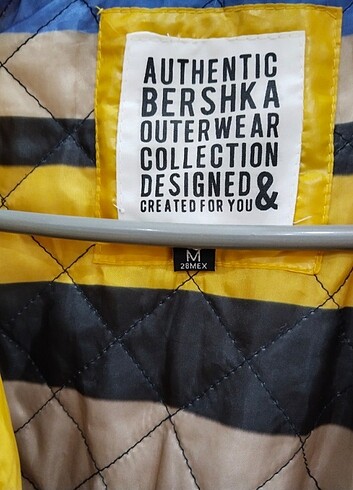 AUTHENTIC
BERSHKA
OUTERWEAR
COLLECTION
DESIGNED &
CREATED FOR YOU
M
28MEX